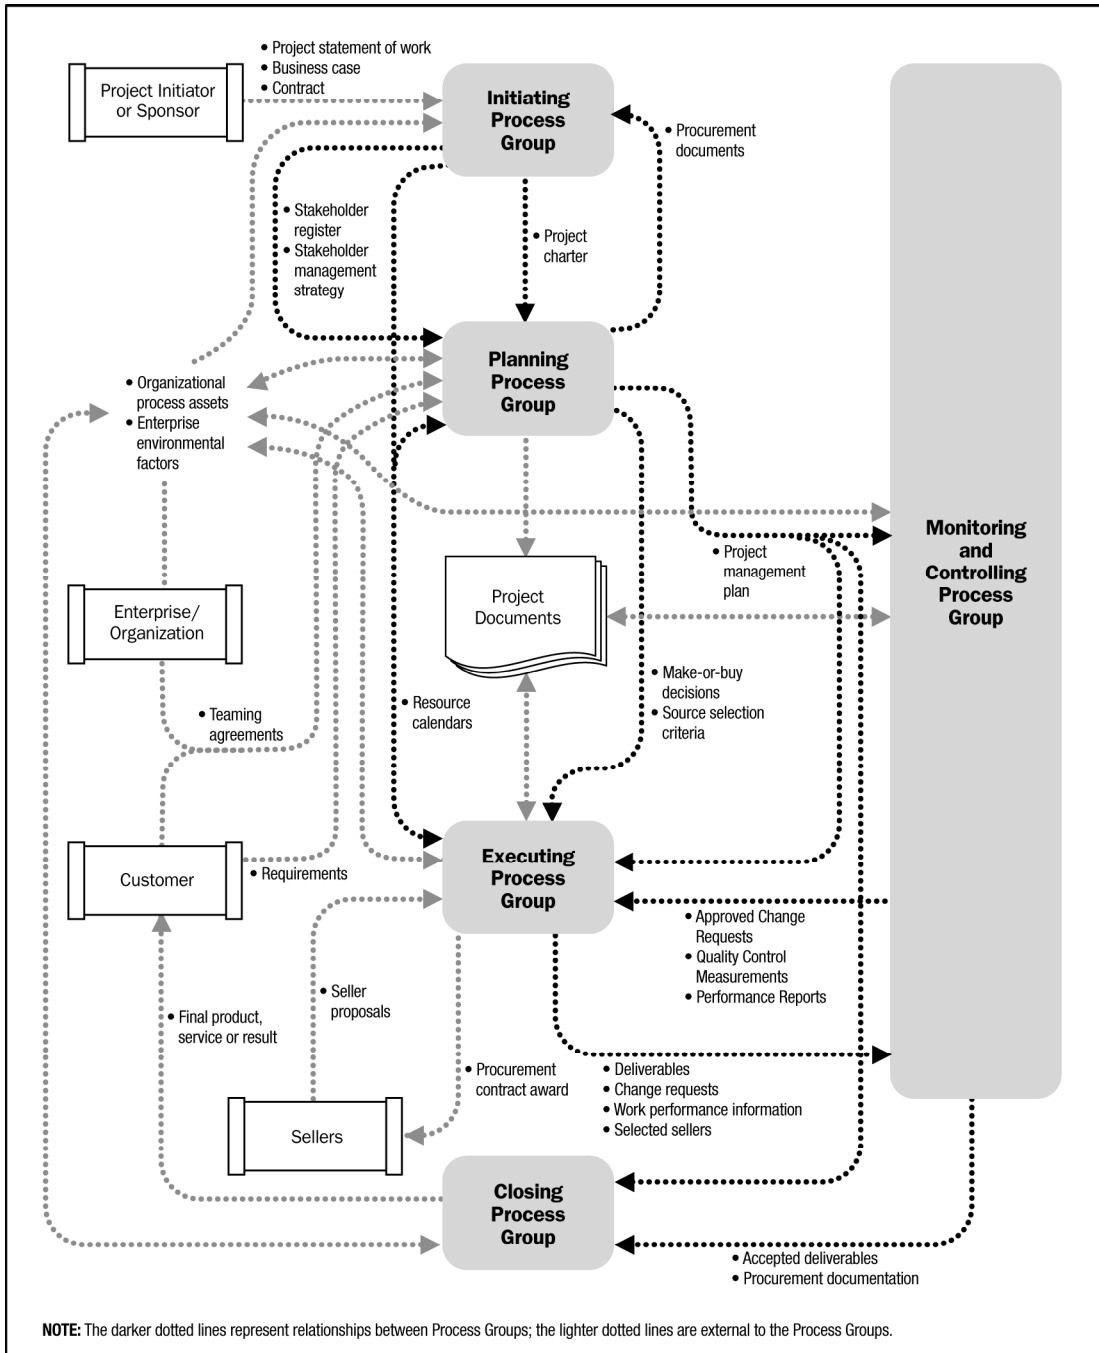 • Project statement of work
• Business case
• Contract
Project Initiator
or Sponsor
Initiating
Process
Group
• Procurement
documents
• Stakeholder
register
• Stakeholder
management
strategy
• Project
charter
Planning
Process
Group
• Organizational
process assets
• Enterprise
environmental
factors
Monitoring
and
Controlling
Process
Group
• Project
management
plan
Project
Documents
Enterprise/
Organization
• Teaming
agreements
• Resource
calendars
• Make-or-buy
decisions
• Source selection
criteria
Executing
Process
Group
Customer
• Requirements
• Approved Change
Requests
• Quality Control
Measurements
• Performance Reports
• Seller
proposals
• Final product,
service or result
• Procurement
contract award
• Deliverables
• Change requests
• Work performance information
• Selected sellers
Sellers
Closing
Process
Group
• Accepted deliverables
• Procurement documentation
NOTE: The darker dotted lines represent relationships between Process Groups; the lighter dotted lines are external to the Process Groups.